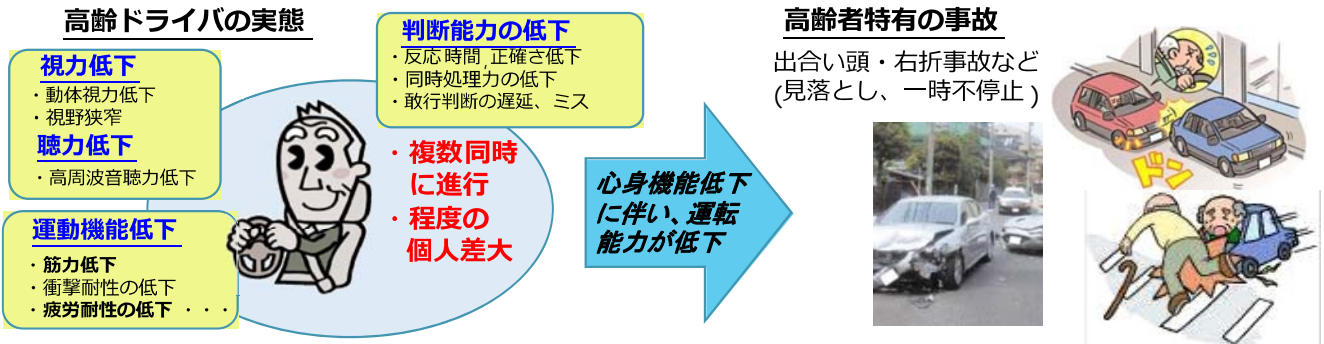 高齢ドライバの実態
視力低下
・動体視力低下
・視野狭窄
聴力低下
・高周波音聴力低下
運動機能低下
・筋力低下
・衝撃耐性の低下
・疲労耐性の低下 ・・・
判断能力の低下
・反応時間,正確さ低下
・同時処理力の低下
・敢行判断の遅延、ミス
・複数同時
に進行
・程度の
個人差大
心身機能低下
に伴い、運転
能力が低下
高齢者特有の事故
出合い頭・右折事故など
(見落とし、一時不停止)
ドン